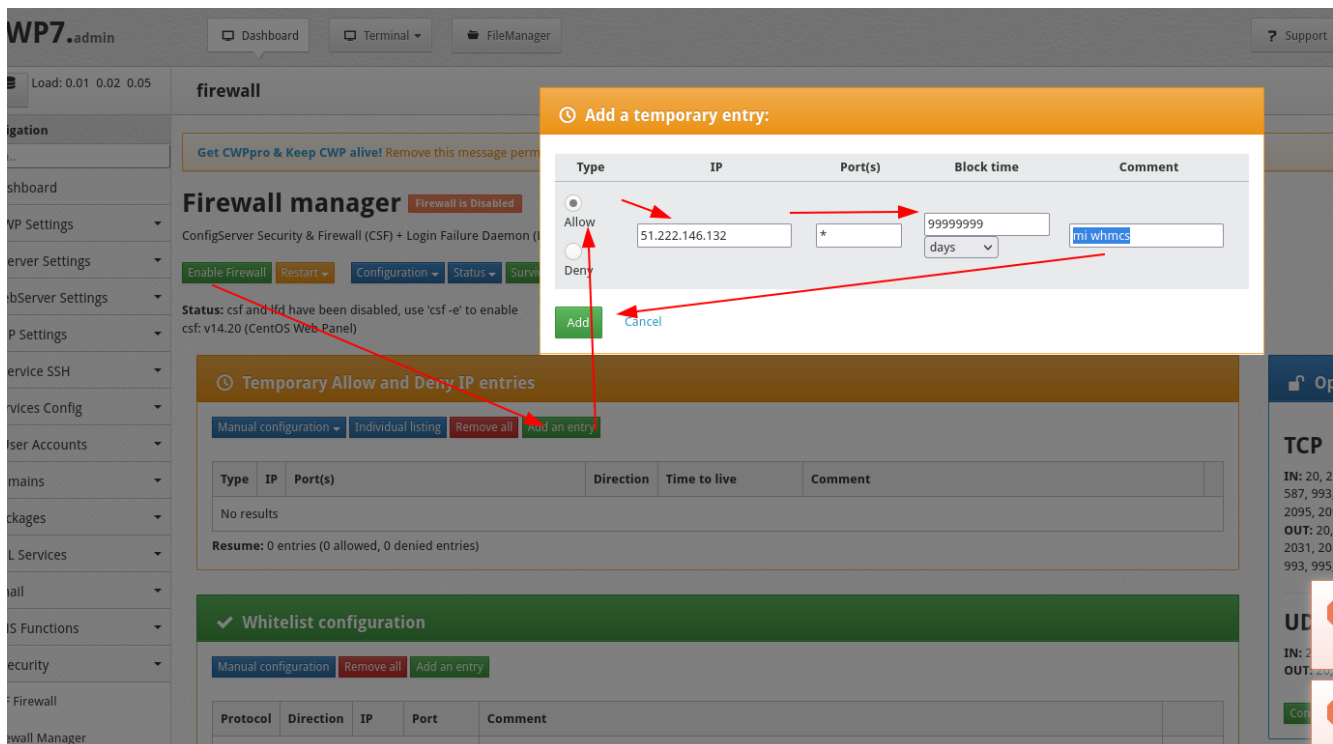 WP7.admin
Dashboard
Terminal
FileManager
? Support
Load: 0.01 0.02 0.05
firewall
Add a temporary entry:
Get CWPpro & Keep CWP alive! Remove this message perm
Type IP Port(s) Block time Comment
Allow
Deny
51.222.146.132
*
99999999
days
mi whmcs
Add
Cancel
igation
shboard
WP Settings
erver Settings
ebServer Settings
P Settings
ervice SSH
rvices Config
User Accounts
mains
ckages
L Services
mail
NS Functions
ecurity
F Firewall
ewall Manager
Firewall manager Firewall is Disabled
ConfigServer Security & Firewall (CSF) + Login Failure Daemon (l
Enable Firewall Restart Configuration Status Surviv
Status: csf and lfd have been disabled, use 'csf -e' to enable
csf: v14.20 (CentOS Web Panel)
Temporary Allow and Deny IP entries
Manual configuration Individual listing Remove all Add an entry
Type IP Port(s) Direction Time to live Comment
No results
Resume: 0 entries (0 allowed, 0 denied entries)
Whitelist configuration
Manual configuration Remove all Add an entry
Protocol Direction IP Port Comment
Op
TCP
IN: 20, 2
587, 993
2095, 20
OUT: 20,
2031, 20
993, 995
UD
IN: 2
OUT: 20,
Con